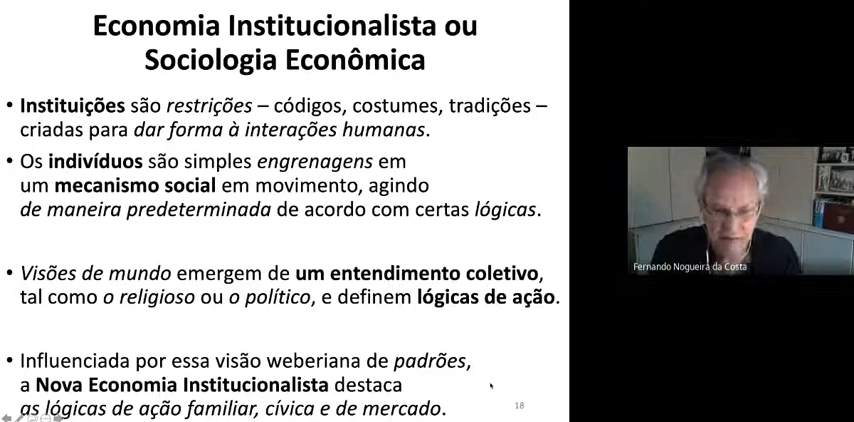 Economia Institucionalista ou
Sociologia Econômica
• Instituições são restrições – códigos, costumes, tradições –
criadas para dar forma à interações humanas.
• Os indivíduos são simples engrenagens em
um mecanismo social em movimento, agindo
de maneira predeterminada de acordo com certas lógicas.
• Visões de mundo emergem de um entendimento coletivo,
tal como o religioso ou o político, e definem lógicas de ação.
• Influenciada por essa visão weberiana de padrões,
a Nova Economia Institucionalista destaca
as lógicas de ação familiar, cívica e de mercado.
18
Fernando Nogueira da Costa